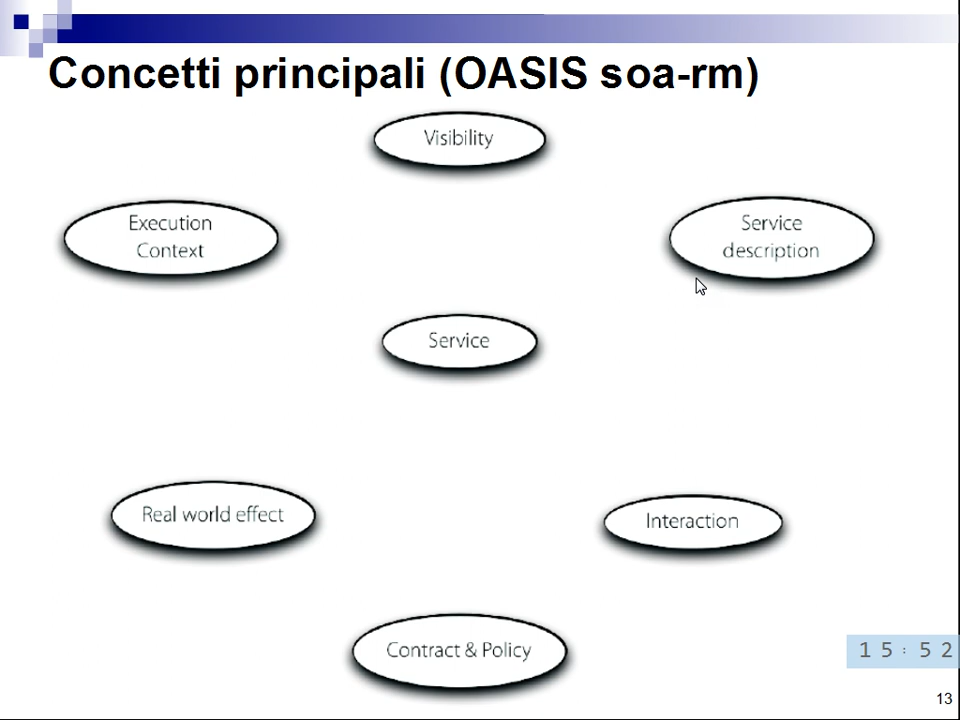 Concetti principali (OASIS soa-rm)
Visibility
Execution
Context
Service
description
Service
Real world effect
Interaction
Contract & Policy
15:52
13